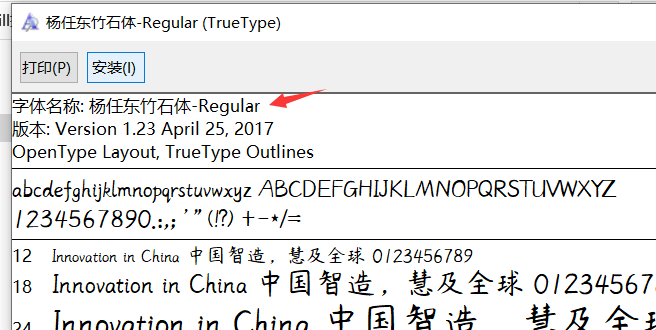 杨任东竹石体-Regular (TrueType)
打印(P) 安装(I)
字体名称: 杨任东竹石体-Regular
版本: Version 1.23 April 25, 2017
OpenType Layout, TrueType Outlines
abcdefghijklmnopqrstuvwxyz ABCDEFGHIJKLMNOPQRSTUVWXYZ
1234567890.:,; ' " (!?) +-*/=
12 Innovation in China 中国智造，慧及全球 0123456789
18 Innovation in China 中国智造，慧及全球 01234567
24 Innovation in China 中国智造，慧及